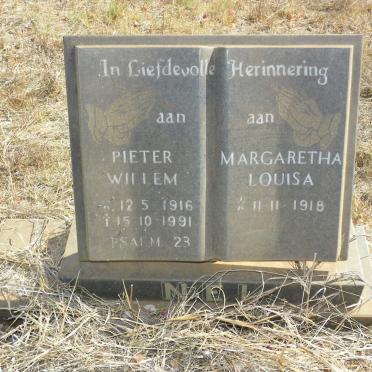 In Liefdevolle Herinnering
aan
PIETER
WILLEM
* 12·5·1916
† 15·10·1991
PSALM 23
aan
MARGARETHA
LOUISA
* 11·11·1918